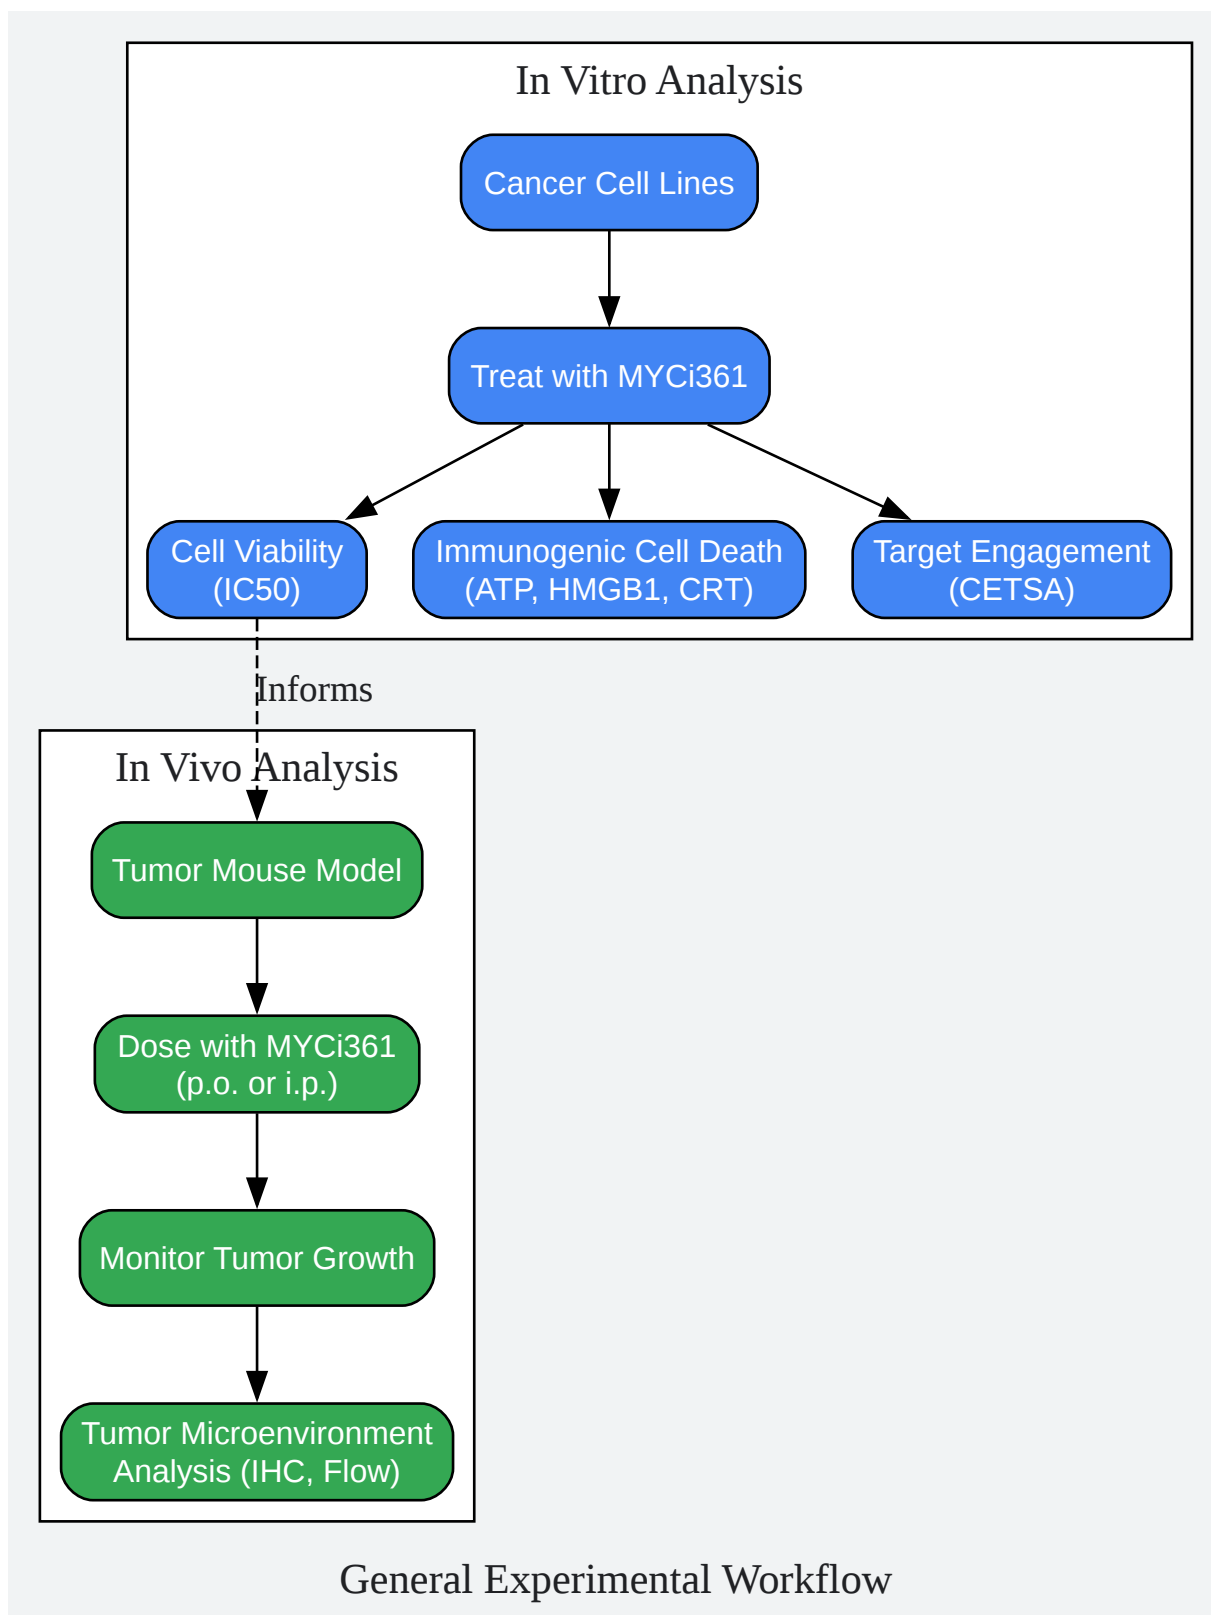 In Vitro Analysis
Cancer Cell Lines
Treat with MYCi361
Cell Viability
(IC50)
Immunogenic Cell Death
(ATP, HMGB1, CRT)
Target Engagement
(CETSA)
Informs
In Vivo Analysis
Tumor Mouse Model
Dose with MYCi361
(p.o. or i.p.)
Monitor Tumor Growth
Tumor Microenvironment
Analysis (IHC, Flow)
General Experimental Workflow